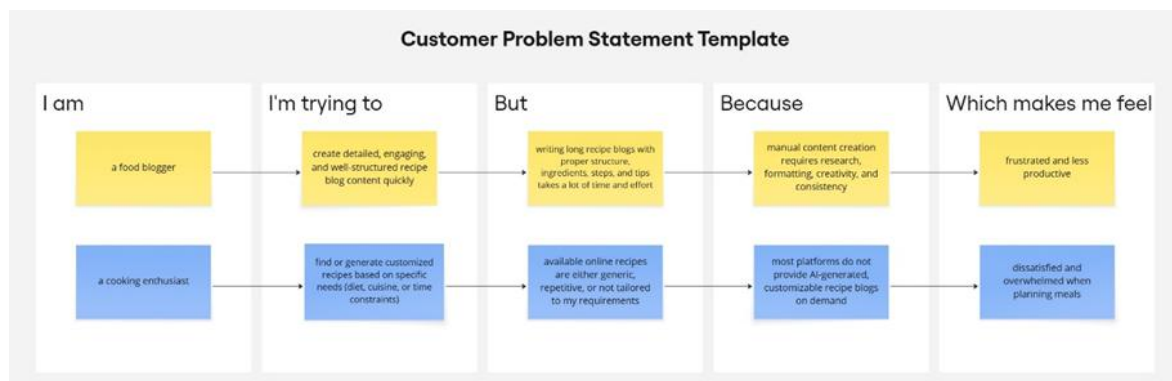 Customer Problem Statement Template
I am
I'm trying to
But
Because
Which makes me feel
a food blogger
create detailed, engaging,
and well-structured recipe
blog content quickly
writing long recipe blogs with
proper structure,
ingredients, steps, and tips
takes a lot of time and effort
manual content creation
requires research,
formatting, creativity, and
consistency
frustrated and less
productive
a cooking enthusiast
find or generate customized
recipes based on specific
needs (diet, cuisine, or time
constraints)
available online recipes
are either generic,
repetitive, or not tailored
to my requirements
most platforms do not
provide AI-generated,
customizable recipe blogs
on demand
dissatisfied and
overwhelmed when
planning meals